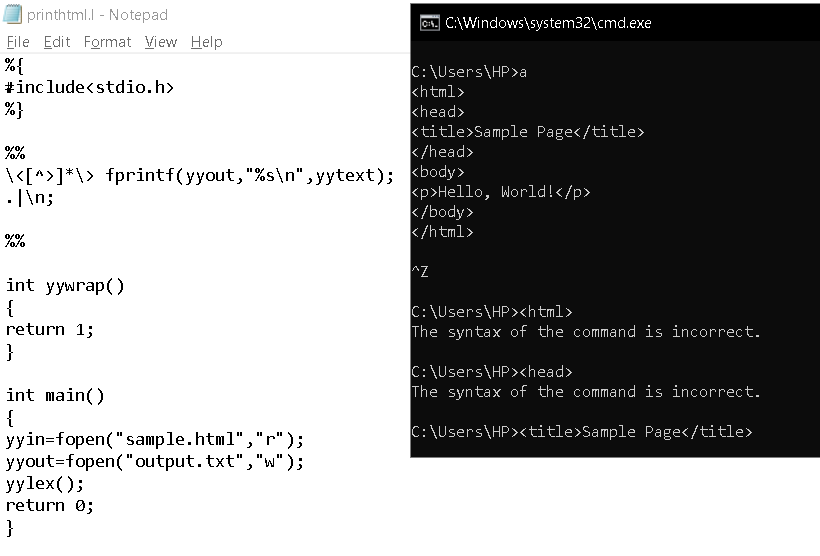 printhtml.l - Notepad
File Edit Format View Help
%{
#include<stdio.h>
%}
%%
\<[^>]*\> fprintf(yyout,"%s\n",yytext);
.|\n;
%%
int yywrap()
{
return 1;
}
int main()
{
yyin=fopen("sample.html","r");
yyout=fopen("output.txt","w");
yylex();
return 0;
}
C:\Windows\system32\cmd.exe
C:\Users\HP>a
<html>
<head>
<title>Sample Page</title>
</head>
<body>
<p>Hello, World!</p>
</body>
</html>
^Z
C:\Users\HP><html>
The syntax of the command is incorrect.
C:\Users\HP><head>
The syntax of the command is incorrect.
C:\Users\HP><title>Sample Page</title>